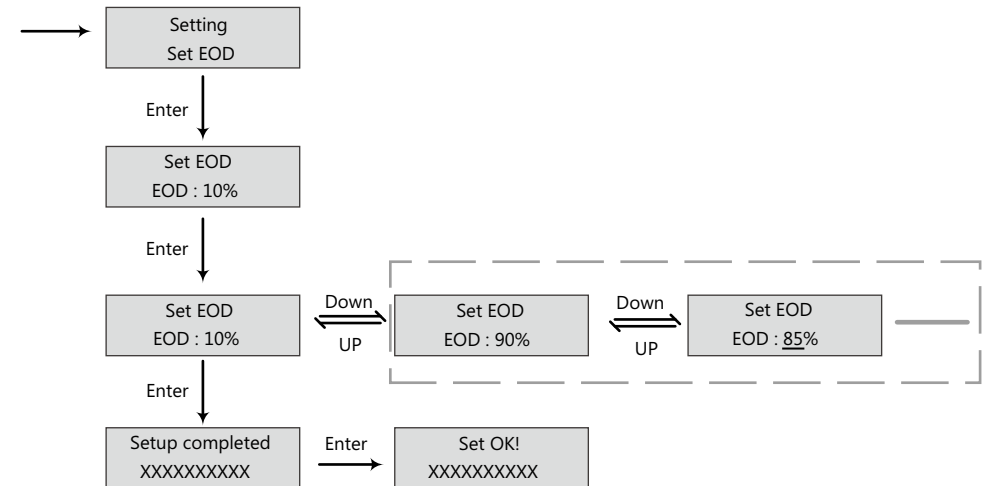 Setting
Set EOD
Enter
Set EOD
EOD : 10%
Enter
Set EOD
EOD : 10%
Down
UP
Set EOD
EOD : 90%
Down
UP
Set EOD
EOD : 85%
Enter
Setup completed
XXXXXXXXXX
Enter
Set OK!
XXXXXXXXXX